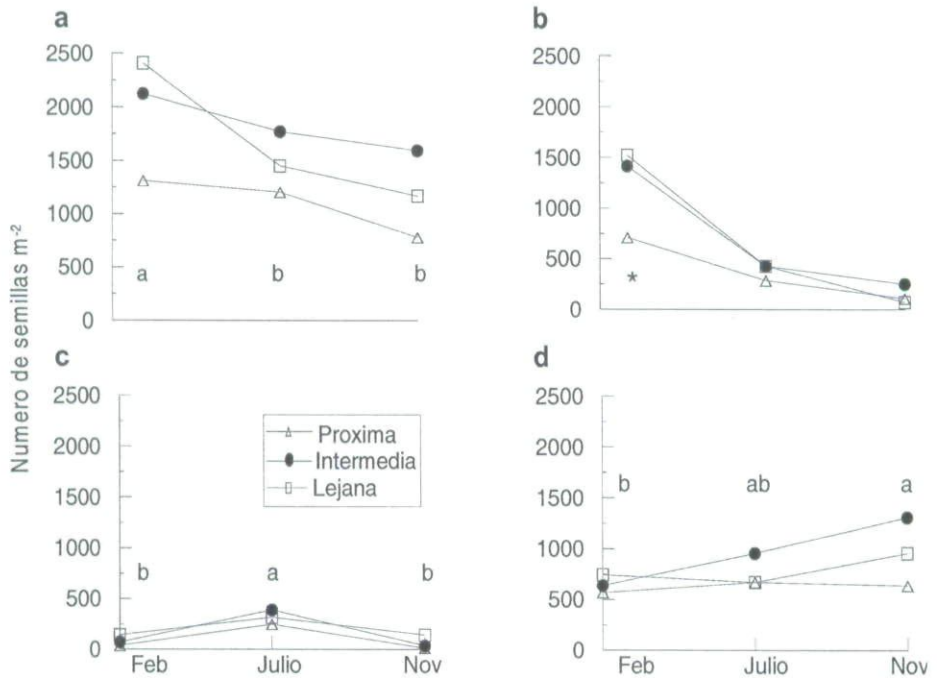 a
2500
2000
1500
1000
500
0
a b b
b
2500
2000
1500
1000
500
0
*
Numero de semillas m⁻²
c
2500
2000
1500
1000
500
0
Proxima
Intermedia
Lejana
b a b
Feb Julio Nov
d
2500
2000
1500
1000
500
0
b ab a
Feb Julio Nov